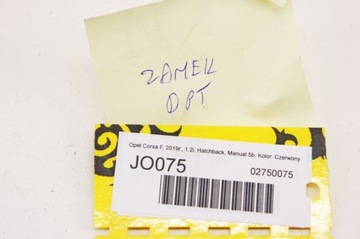 ZAMEK
DPT
Opel Corsa F, 2019r., 1.2i, Hatchback, Manual 5b, Kolor: Czerwony
JO075
02750075